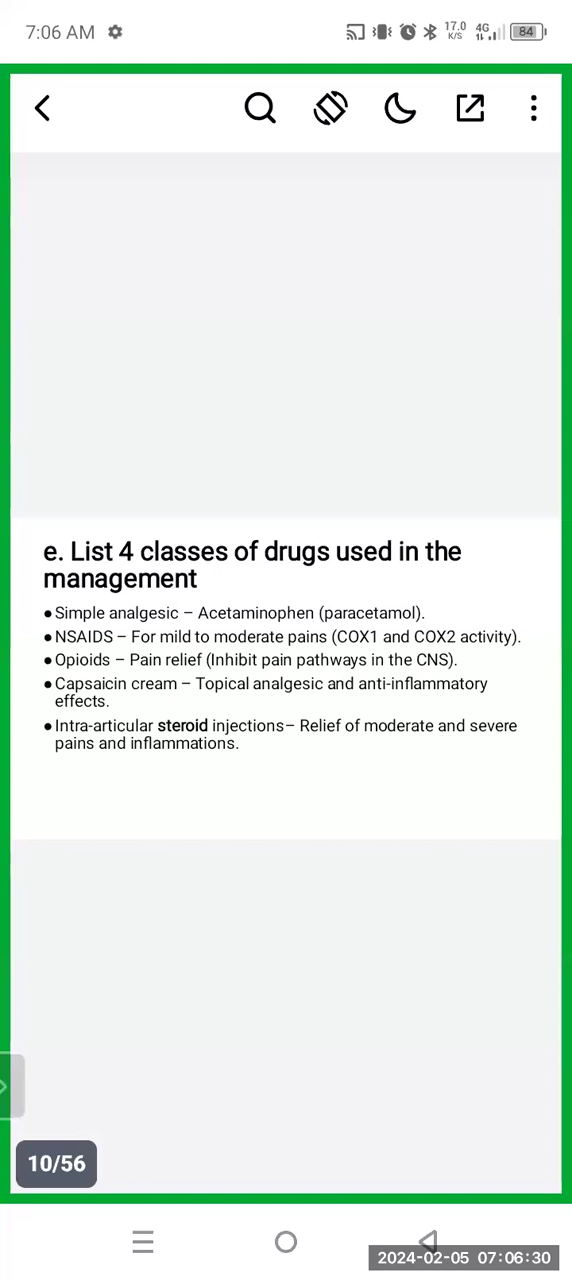 7:06 AM
17.0
K/S
4G
84
e. List 4 classes of drugs used in the
management
● Simple analgesic – Acetaminophen (paracetamol).
● NSAIDS – For mild to moderate pains (COX1 and COX2 activity).
● Opioids – Pain relief (Inhibit pain pathways in the CNS).
● Capsaicin cream – Topical analgesic and anti-inflammatory
effects.
● Intra-articular steroid injections– Relief of moderate and severe
pains and inflammations.
10/56
2024-02-05 07:06:30